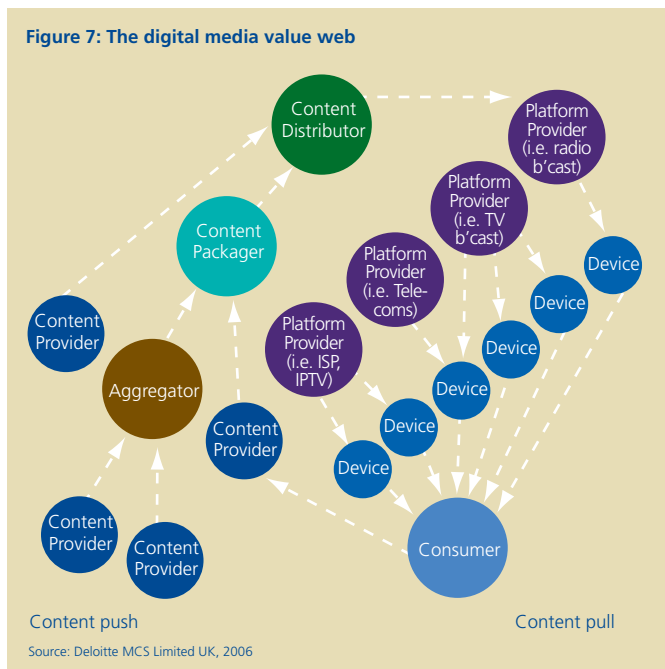 Figure 7: The digital media value web
Content
Distributor
Platform
Provider
(i.e. radio
b'cast)
Platform
Provider
(i.e. TV
b'cast)
Content
Packager
Device
Platform
Provider
(i.e. Tele-
coms)
Device
Content
Provider
Platform
Provider
(i.e. ISP,
IPTV)
Device
Aggregator
Device
Content
Provider
Device
Device
Content
Provider
Content
Provider
Consumer
Content push
Content pull
Source: Deloitte MCS Limited UK, 2006